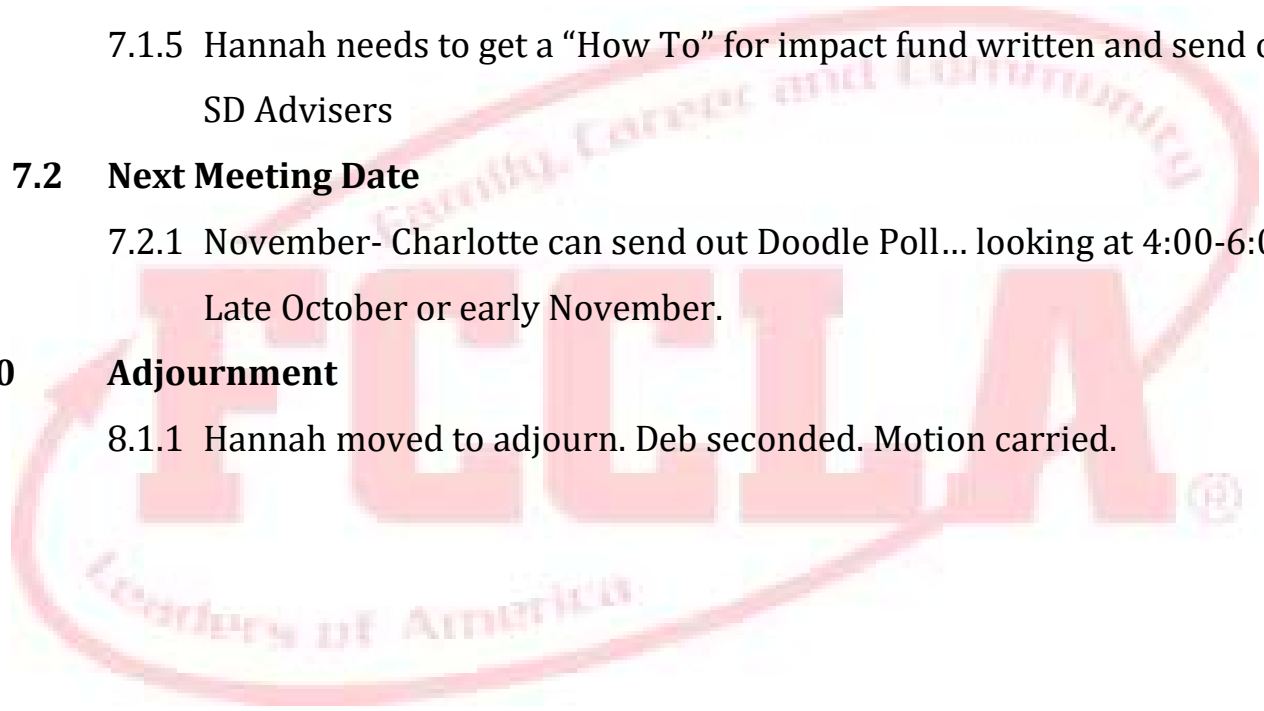 7.1.5 Hannah needs to get a “How To” for impact fund written and send
SD Advisers
7.2 Next Meeting Date
7.2.1 November- Charlotte can send out Doodle Poll… looking at 4:00-6:0
Late October or early November.
0 Adjournment
8.1.1 Hannah moved to adjourn. Deb seconded. Motion carried.
Family, Career and Community
FCCLA®
Leaders of America